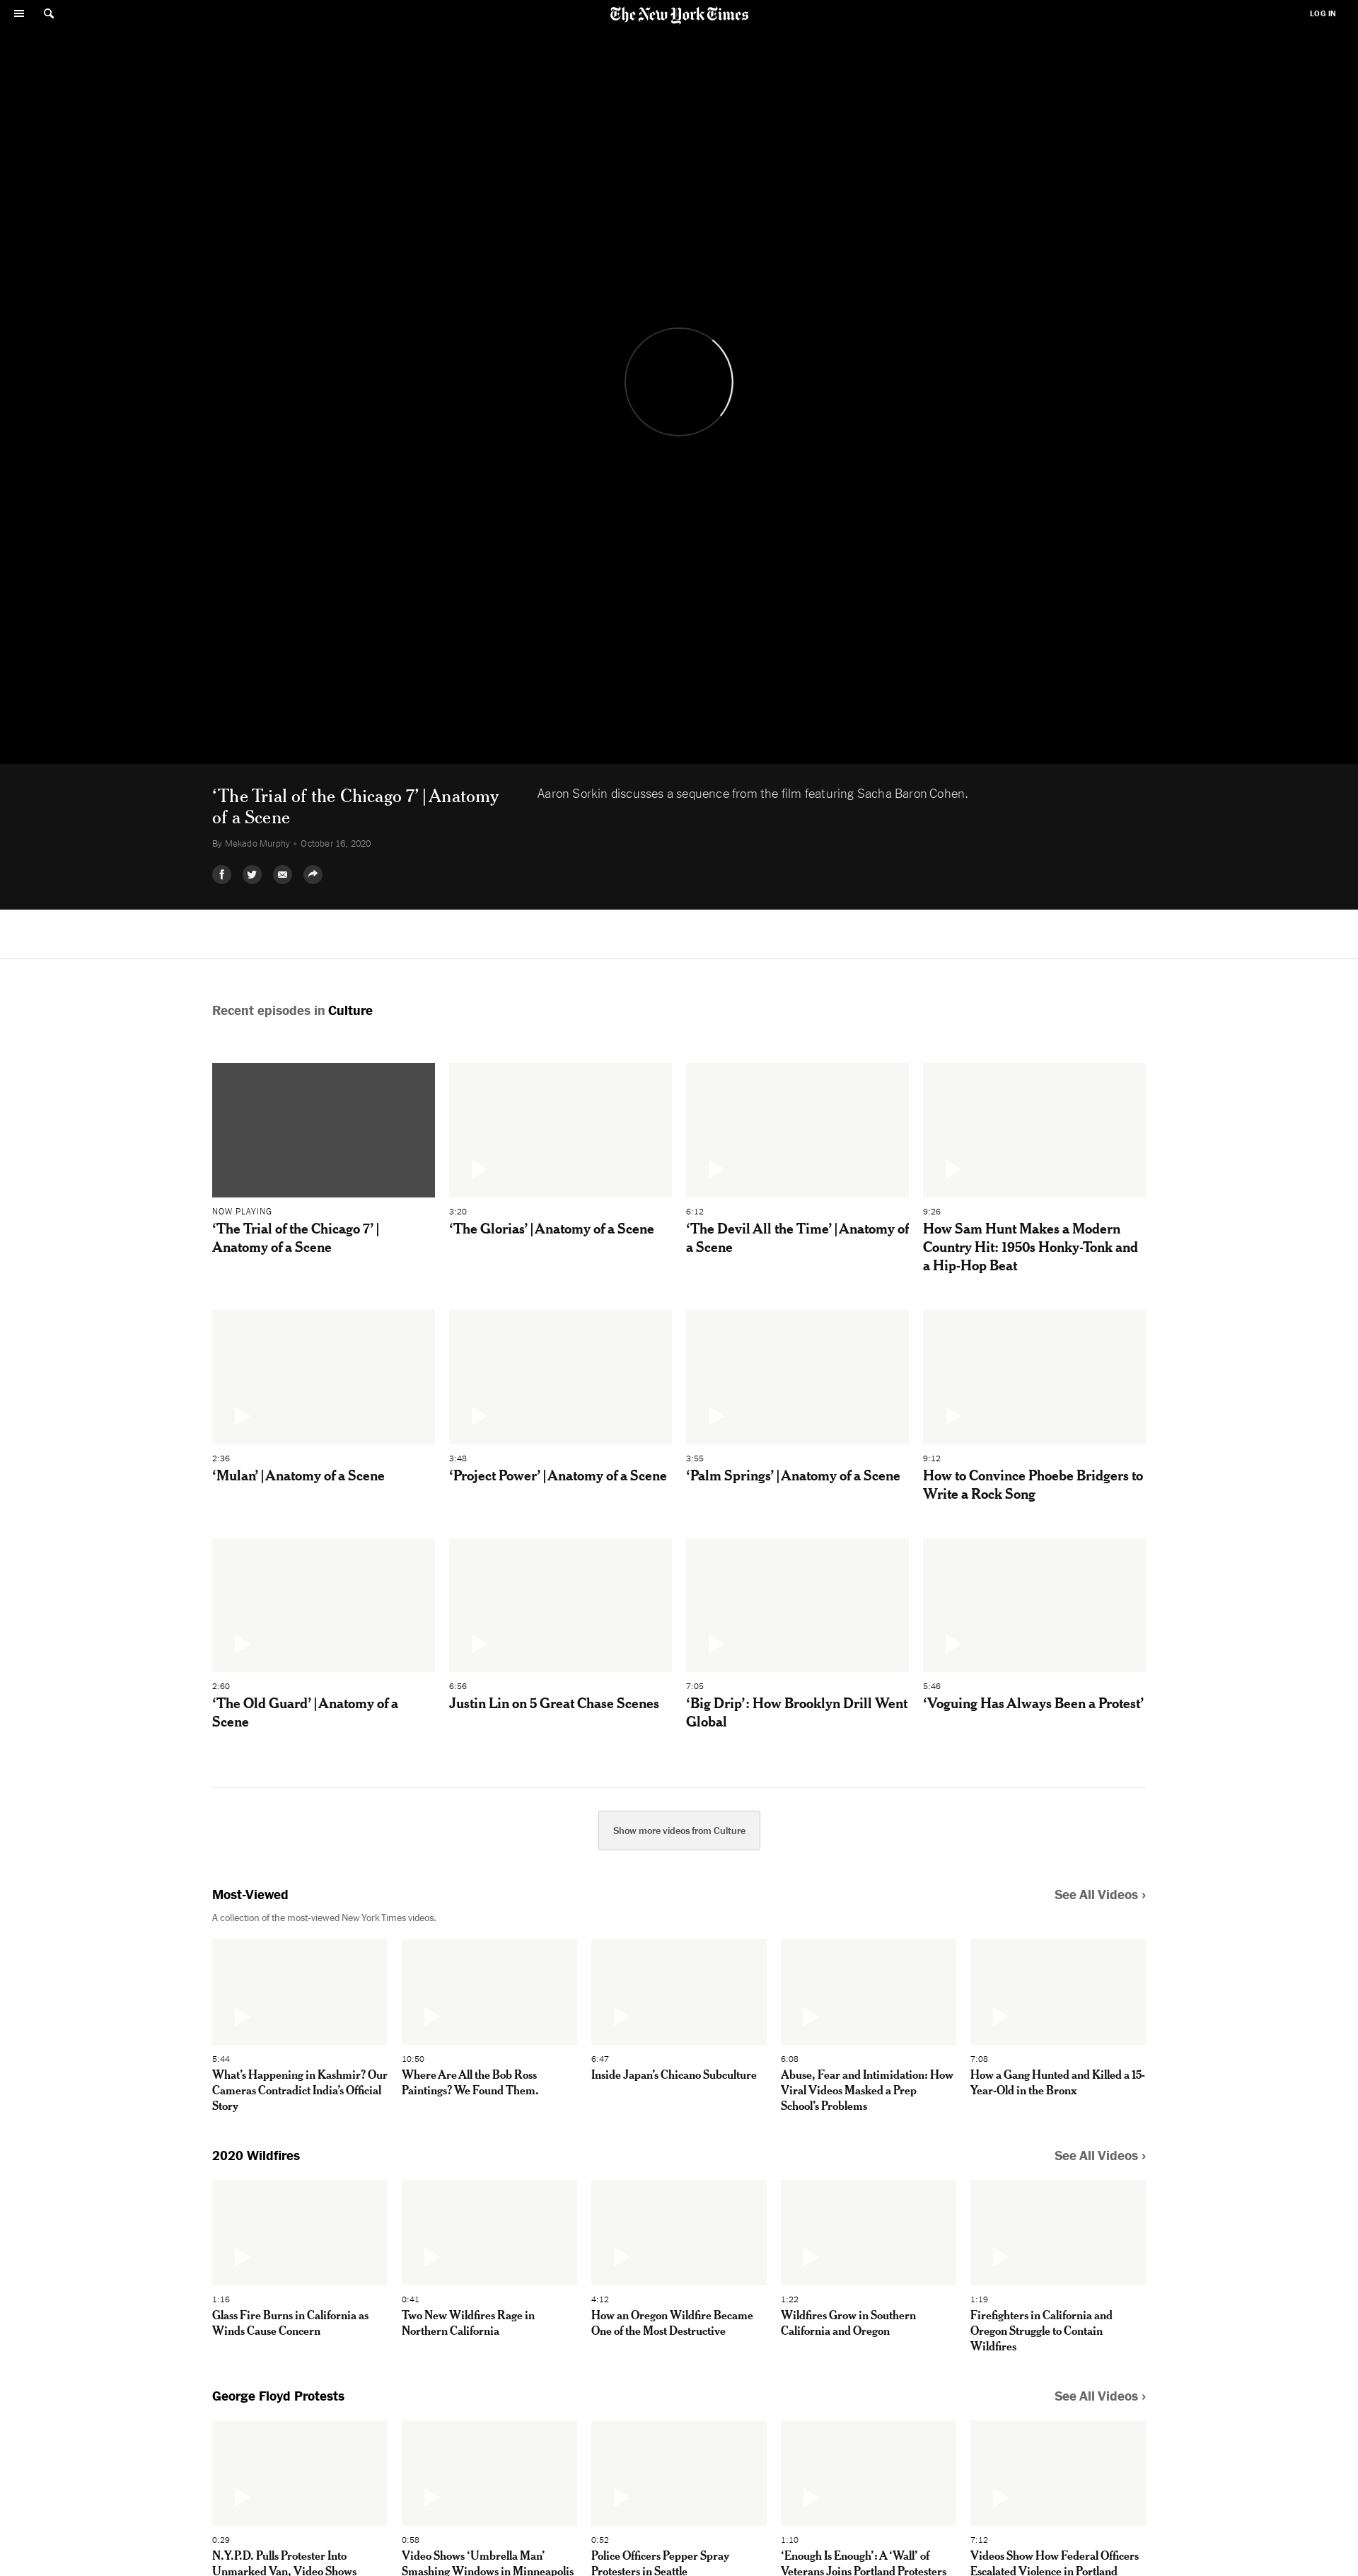 The New York Times
LOG IN
‘The Trial of the Chicago 7’ | Anatomy
of a Scene
Aaron Sorkin discusses a sequence from the film featuring Sacha Baron Cohen.
By Mekado Murphy • October 16, 2020
Recent episodes in Culture
NOW PLAYING
‘The Trial of the Chicago 7’ |
Anatomy of a Scene
3:20
‘The Glorias’ | Anatomy of a Scene
6:12
‘The Devil All the Time’ | Anatomy of
a Scene
9:26
How Sam Hunt Makes a Modern
Country Hit: 1950s Honky-Tonk and
a Hip-Hop Beat
2:36
‘Mulan’ | Anatomy of a Scene
3:48
‘Project Power’ | Anatomy of a Scene
3:55
‘Palm Springs’ | Anatomy of a Scene
9:12
How to Convince Phoebe Bridgers to
Write a Rock Song
2:60
‘The Old Guard’ | Anatomy of a
Scene
6:56
Justin Lin on 5 Great Chase Scenes
7:05
‘Big Drip’: How Brooklyn Drill Went
Global
5:46
‘Voguing Has Always Been a Protest’
Show more videos from Culture
Most-Viewed
See All Videos ›
A collection of the most-viewed New York Times videos.
5:44
What’s Happening in Kashmir? Our
Cameras Contradict India’s Official
Story
10:50
Where Are All the Bob Ross
Paintings? We Found Them.
6:47
Inside Japan’s Chicano Subculture
6:08
Abuse, Fear and Intimidation: How
Viral Videos Masked a Prep
School’s Problems
7:08
How a Gang Hunted and Killed a 15-
Year-Old in the Bronx
2020 Wildfires
See All Videos ›
1:16
Glass Fire Burns in California as
Winds Cause Concern
0:41
Two New Wildfires Rage in
Northern California
4:12
How an Oregon Wildfire Became
One of the Most Destructive
1:22
Wildfires Grow in Southern
California and Oregon
1:19
Firefighters in California and
Oregon Struggle to Contain
Wildfires
George Floyd Protests
See All Videos ›
0:29
N.Y.P.D. Pulls Protester Into
Unmarked Van, Video Shows
0:58
Video Shows ‘Umbrella Man’
Smashing Windows in Minneapolis
0:52
Police Officers Pepper Spray
Protesters in Seattle
1:10
‘Enough Is Enough’: A ‘Wall’ of
Veterans Joins Portland Protesters
7:12
Videos Show How Federal Officers
Escalated Violence in Portland